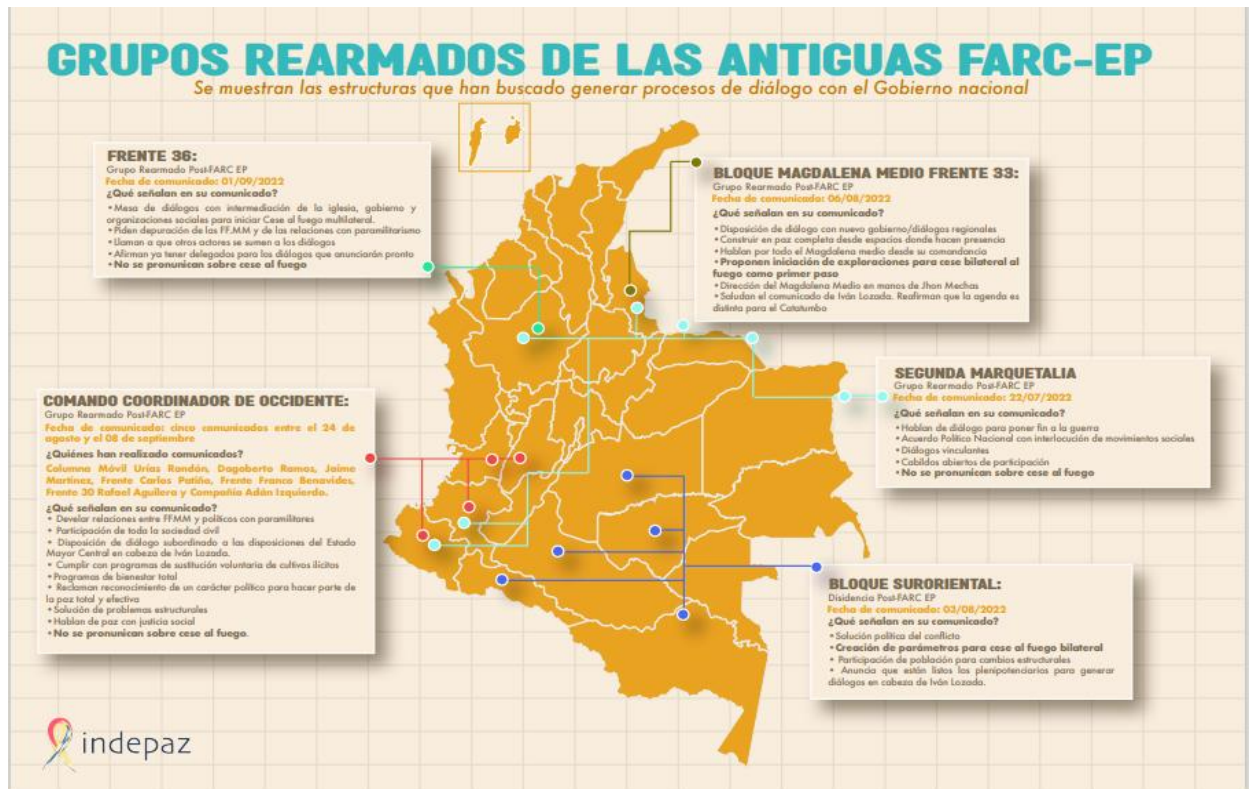 GRUPOS REARMADOS DE LAS ANTIGUAS FARC-EP
Se muestran las estructuras que han buscado generar procesos de diálogo con el Gobierno nacional
FRENTE 36:
Grupo Rearmado Post-FARC EP
Fecha de comunicado: 01/09/2022
¿Qué señalan en su comunicado?
• Mesa de diálogos con intermediación de la iglesia, gobierno y
organizaciones sociales para iniciar Cese al fuego multilateral.
• Piden depuración de las FF.MM y de las relaciones con paramilitarismo
• Llaman a que otros actores se sumen a los diálogos
• Afirman ya tener delegados para los diálogos que anunciarán pronto
• No se pronunican sobre cese al fuego
BLOQUE MAGDALENA MEDIO FRENTE 33:
Grupo Rearmado Post-FARC EP
Fecha de comunicado: 06/08/2022
¿Qué señalan en su comunicado?
• Disposición de diálogo con nuevo gobierno/diálogos regionales
• Construir en paz completa desde espacios donde hacen presencia
• Hablan por todo el Magdalena medio desde su comandancia
• Proponen iniciación de exploraciones para cese bilateral al
fuego como primer paso
• Dirección del Magdalena Medio en manos de Jhon Mechas
• Saludan el comunicado de Iván Lozada. Reafirman que la agenda es
distinta para el Catatumbo
SEGUNDA MARQUETALIA
Grupo Rearmado Post-FARC EP
Fecha de comunicado: 22/07/2022
¿Qué señalan en su comunicado?
• Hablan de diálogo para poner fin a la guerra
• Acuerdo Político Nacional con interlocución de movimientos sociales
• Diálogos vinculantes
• Cabildos abiertos de participación
• No se pronunican sobre cese al fuego
COMANDO COORDINADOR DE OCCIDENTE:
Grupo Rearmado Post-FARC EP
Fecha de comunicado: cinco comunicados entre el 24 de
agosto y el 08 de septiembre
¿Quiénes han realizado comunicados?
Columna Móvil Urías Rondón, Dagoberto Ramos, Jaime
Martínez, Frente Carlos Patiño, Frente Franco Benavides,
Frente 30 Rafael Aguilera y Compañía Adán Izquierdo.
¿Qué señalan en su comunicado?
• Develar relaciones entre FFMM y políticos con paramilitares
• Participación de toda la sociedad civil
• Disposición de diálogo subordinado a las disposiciones del Estado
Mayor Central en cabeza de Iván Lozada.
• Cumplir con programas de sustitución voluntaria de cultivos ilícitos
• Programas de bienestar total
• Reclaman reconocimiento de un carácter político para hacer parte de
la paz total y efectiva
• Solución de problemas estructurales
• Hablan de paz con justicia social
• No se pronunican sobre cese al fuego.
BLOQUE SURORIENTAL:
Disidencia Post-FARC EP
Fecha de comunicado: 03/08/2022
¿Qué señalan en su comunicado?
• Solución política del conflicto
• Creación de parámetros para cese al fuego bilateral
• Participación de población para cambios estructurales
• Anuncia que están listos los plenipotenciarios para generar
diálogos en cabeza de Iván Lozada.
indepaz